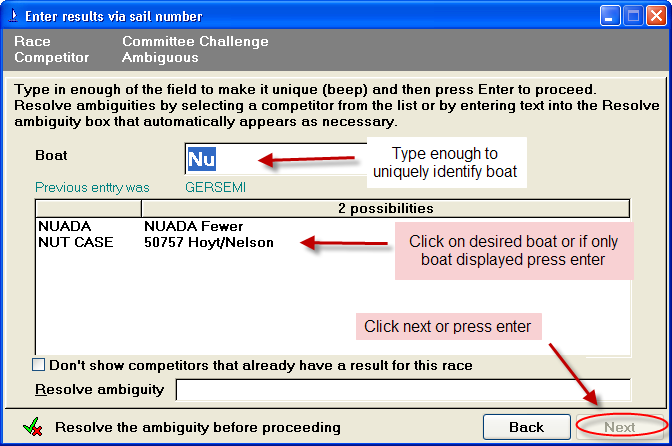 Enter results via sail number
Race Committee Challenge
Competitor Ambiguous
Type in enough of the field to make it unique (beep) and then press Enter to proceed.
Resolve ambiguities by selecting a competitor from the list or by entering text into the Resolve
ambiguity box that automatically appears as necessary.
Boat Nu
Type enough to
uniquely identify boat
Previous enttry was GERSEMI
2 possibilities
NUADA NUADA Fewer
NUT CASE 50757 Hoyt/Nelson
Click on desired boat or if only
boat displayed press enter
Click next or press enter
Don't show competitors that already have a result for this race
Resolve ambiguity
Resolve the ambiguity before proceeding
Back
Next